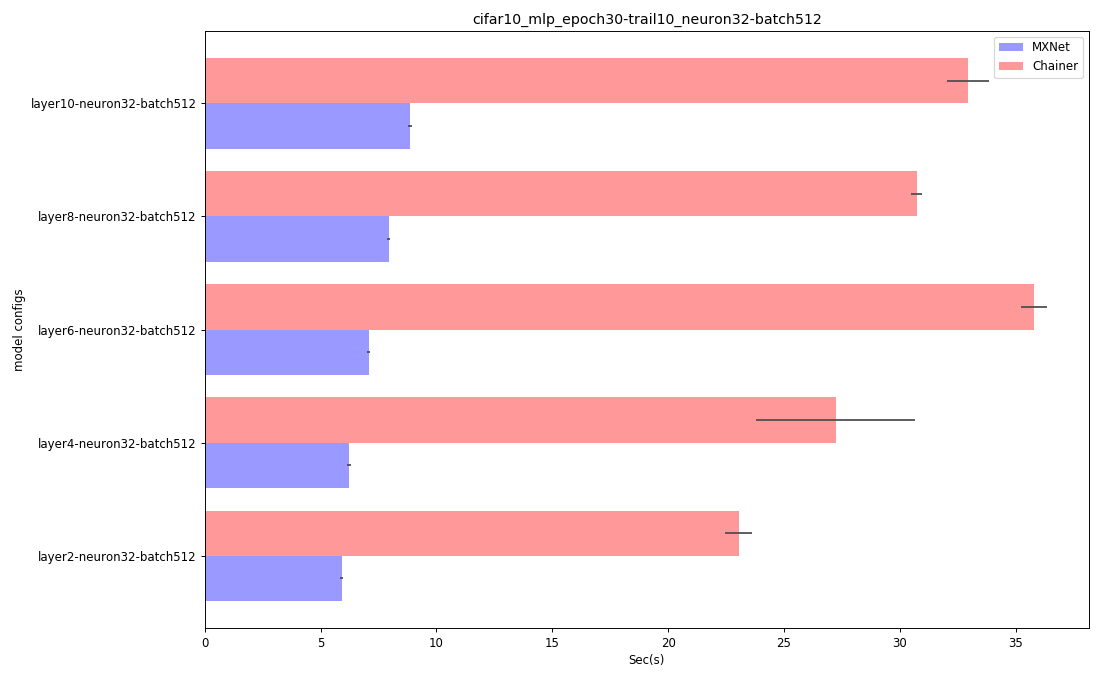 cifar10_mlp_epoch30-trail10_neuron32-batch512
MXNet
Chainer
layer10-neuron32-batch512
layer8-neuron32-batch512
layer6-neuron32-batch512
layer4-neuron32-batch512
layer2-neuron32-batch512
model configs
0 5 10 15 20 25 30 35
Sec(s)